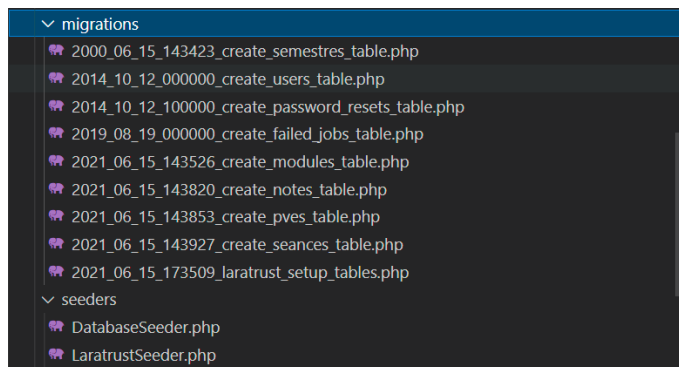 migrations
2000_06_15_143423_create_semestres_table.php
2014_10_12_000000_create_users_table.php
2014_10_12_100000_create_password_resets_table.php
2019_08_19_000000_create_failed_jobs_table.php
2021_06_15_143526_create_modules_table.php
2021_06_15_143820_create_notes_table.php
2021_06_15_143853_create_pves_table.php
2021_06_15_143927_create_seances_table.php
2021_06_15_173509_laratrust_setup_tables.php
seeders
DatabaseSeeder.php
LaratrustSeeder.php